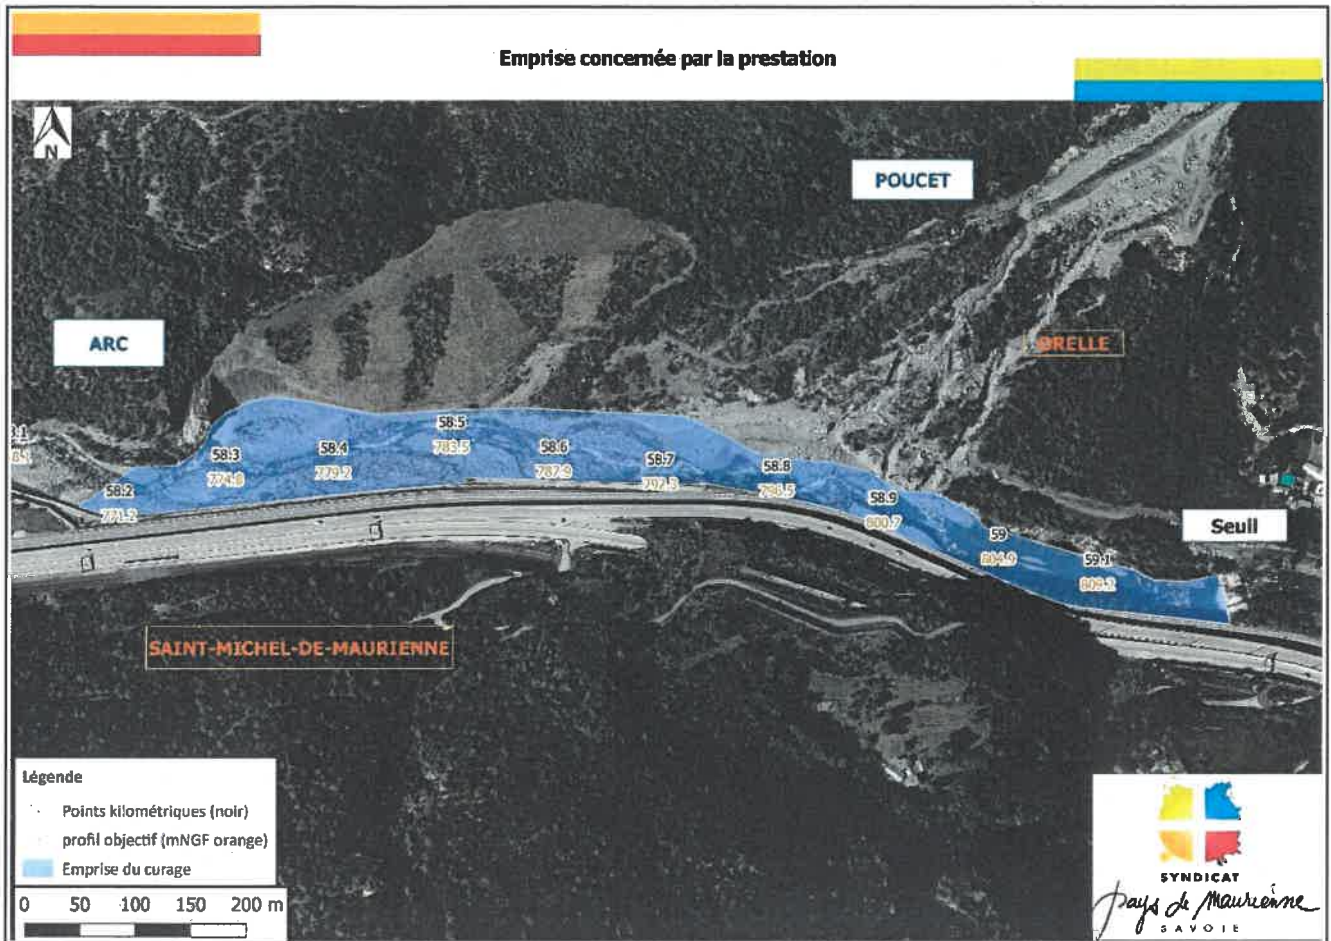 Emprise concernée par la prestation
N
POUCET
ARC
ORELLE
58.5
783.5
58.4
779.2
58.6
787.9
58.3
774.8
58.7
792.3
58.8
796.5
58.2
771.2
58.9
800.7
Seuil
59
804.9
59.1
809.2
SAINT-MICHEL-DE-MAURIENNE
Légende
Points kilométriques (noir)
profil objectif (mNGF orange)
Emprise du curage
0 50 100 150 200 m
SYNDICAT
pays de Maurienne
SAVOIE